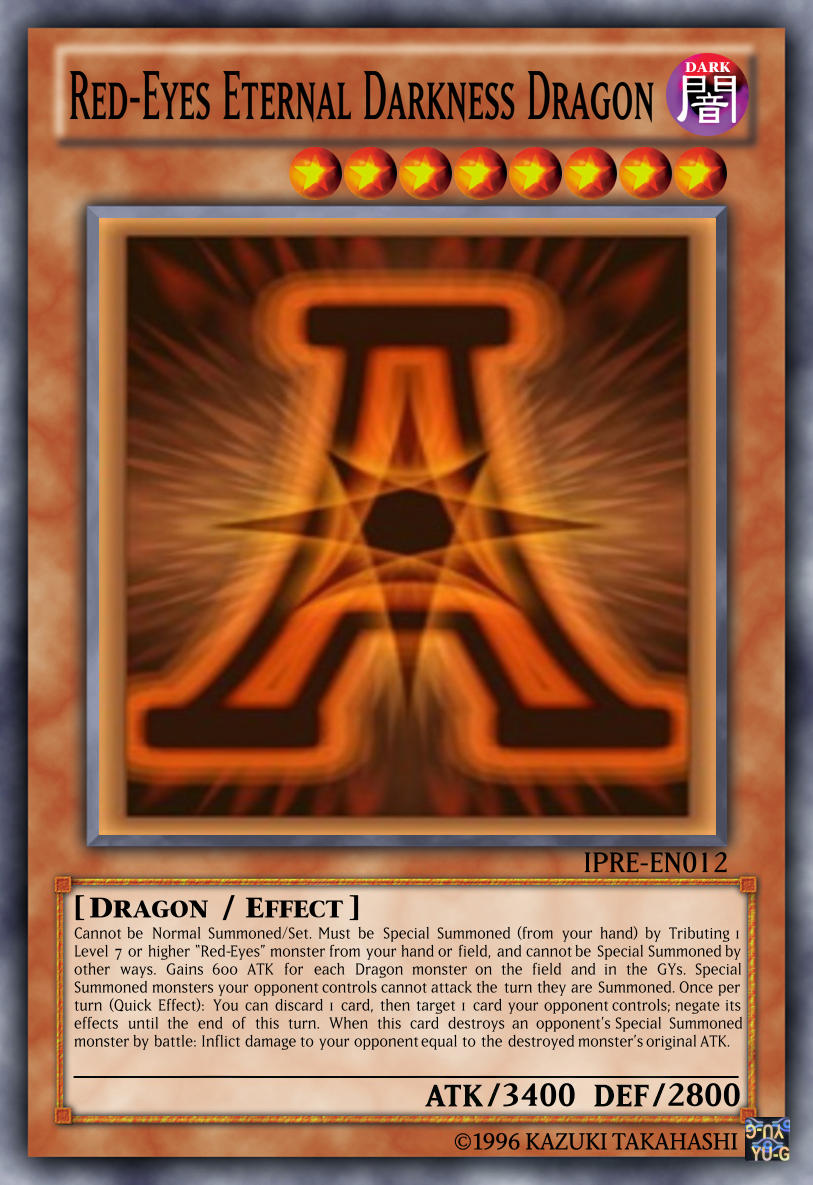 RED-EYES ETERNAL DARKNESS DRAGON
DARK
闇
A
IPRE-EN012
[ DRAGON / EFFECT ]
Cannot be Normal Summoned/Set. Must be Special Summoned (from your hand) by Tributing 1
Level 7 or higher "Red-Eyes" monster from your hand or field, and cannot be Special Summoned by
other ways. Gains 600 ATK for each Dragon monster on the field and in the GYs. Special
Summoned monsters your opponent controls cannot attack the turn they are Summoned. Once per
turn (Quick Effect): You can discard 1 card, then target 1 card your opponent controls; negate its
effects until the end of this turn. When this card destroys an opponent's Special Summoned
monster by battle: Inflict damage to your opponent equal to the destroyed monster's original ATK.
ATK/3400 DEF/2800
©1996 KAZUKI TAKAHASHI
YU-G
YU-G